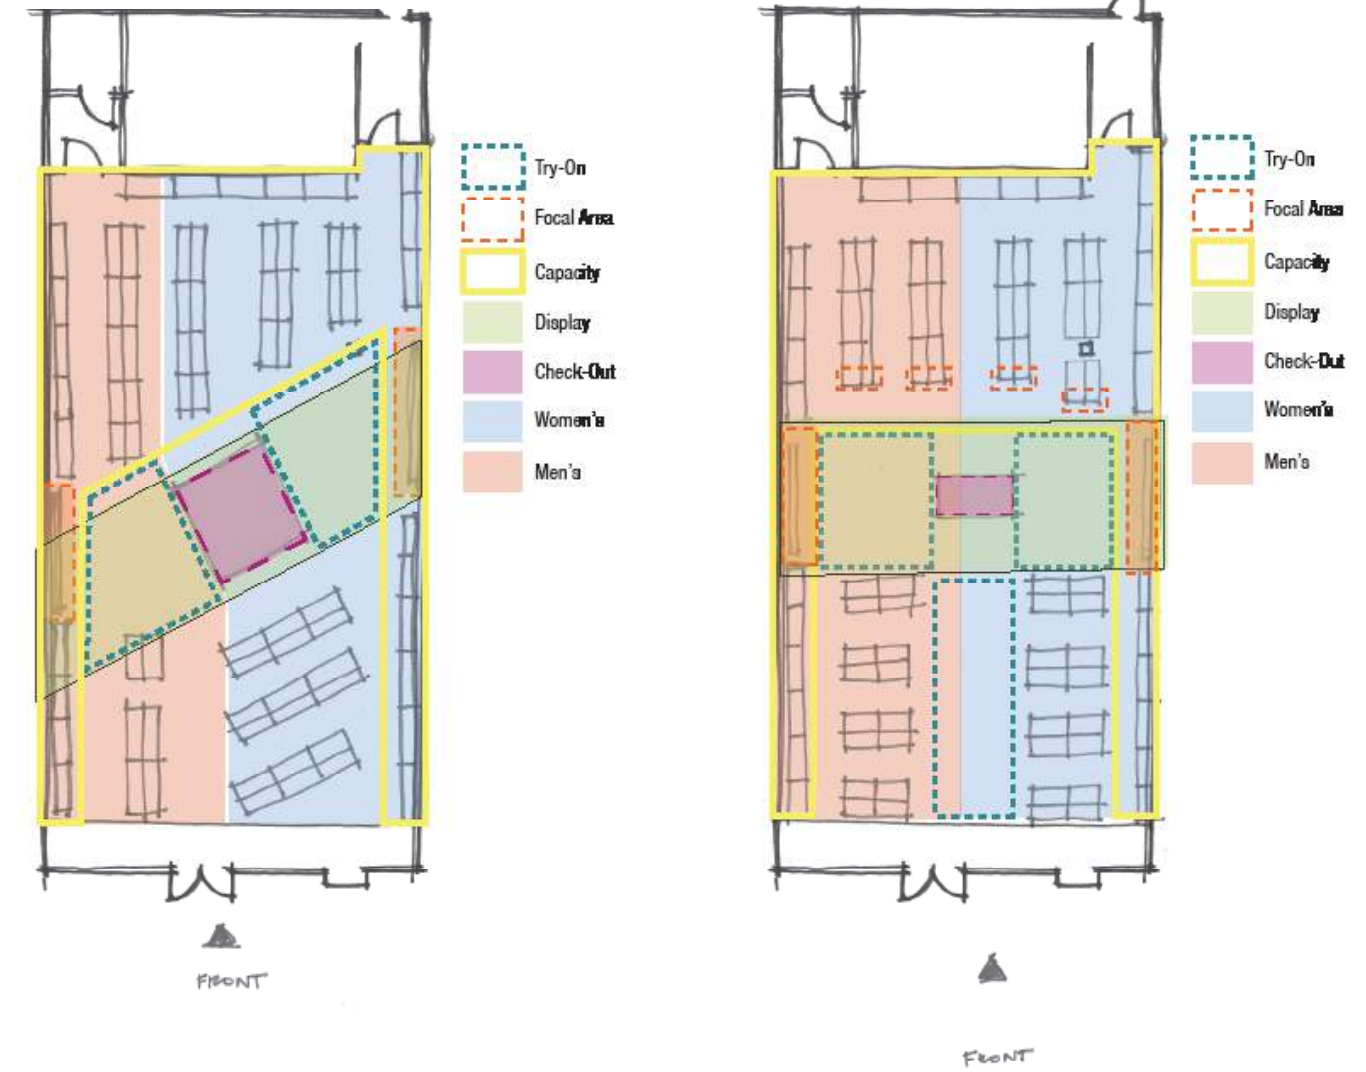 Try-On
Focal Area
Capacity
Display
Check-Out
Women's
Men's
FRONT
Try-On
Focal Area
Capacity
Display
Check-Out
Women's
Men's
FRONT